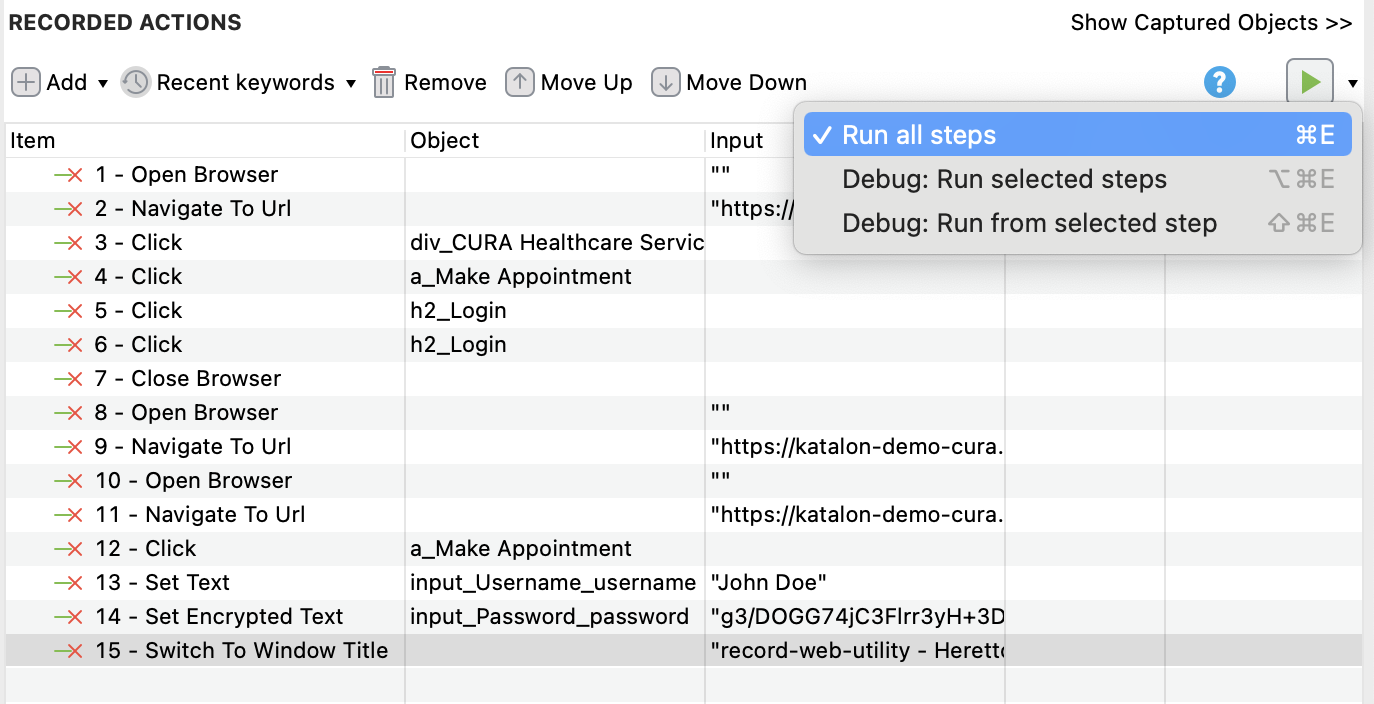 RECORDED ACTIONS Show Captured Objects >>
Add Recent keywords Remove Move Up Move Down ?
Item Object Input
✓ Run all steps ⌘E
Debug: Run selected steps ⌥⌘E
Debug: Run from selected step ⇧⌘E
1 - Open Browser ""
2 - Navigate To Url "https://
3 - Click div_CURA Healthcare Servic
4 - Click a_Make Appointment
5 - Click h2_Login
6 - Click h2_Login
7 - Close Browser
8 - Open Browser ""
9 - Navigate To Url "https://katalon-demo-cura.
10 - Open Browser ""
11 - Navigate To Url "https://katalon-demo-cura.
12 - Click a_Make Appointment
13 - Set Text input_Username_username "John Doe"
14 - Set Encrypted Text input_Password_password "g3/DOGG74jC3Flrr3yH+3D
15 - Switch To Window Title "record-web-utility - Heretto